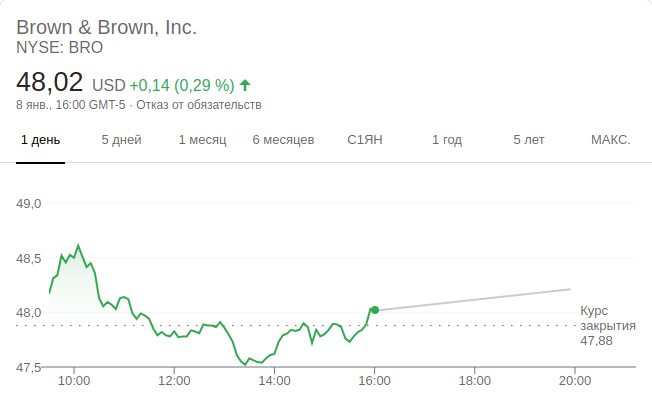 Brown & Brown, Inc.
NYSE: BRO
48,02 USD +0,14 (0,29 %)
8 янв., 16:00 GMT-5 · Отказ от обязательств
1 день 5 дней 1 месяц 6 месяцев С1ЯН 1 год 5 лет МАКС.
49,0
48,5
48,0
Курс
закрытия
47,88
47,5
10:00 12:00 14:00 16:00 18:00 20:00